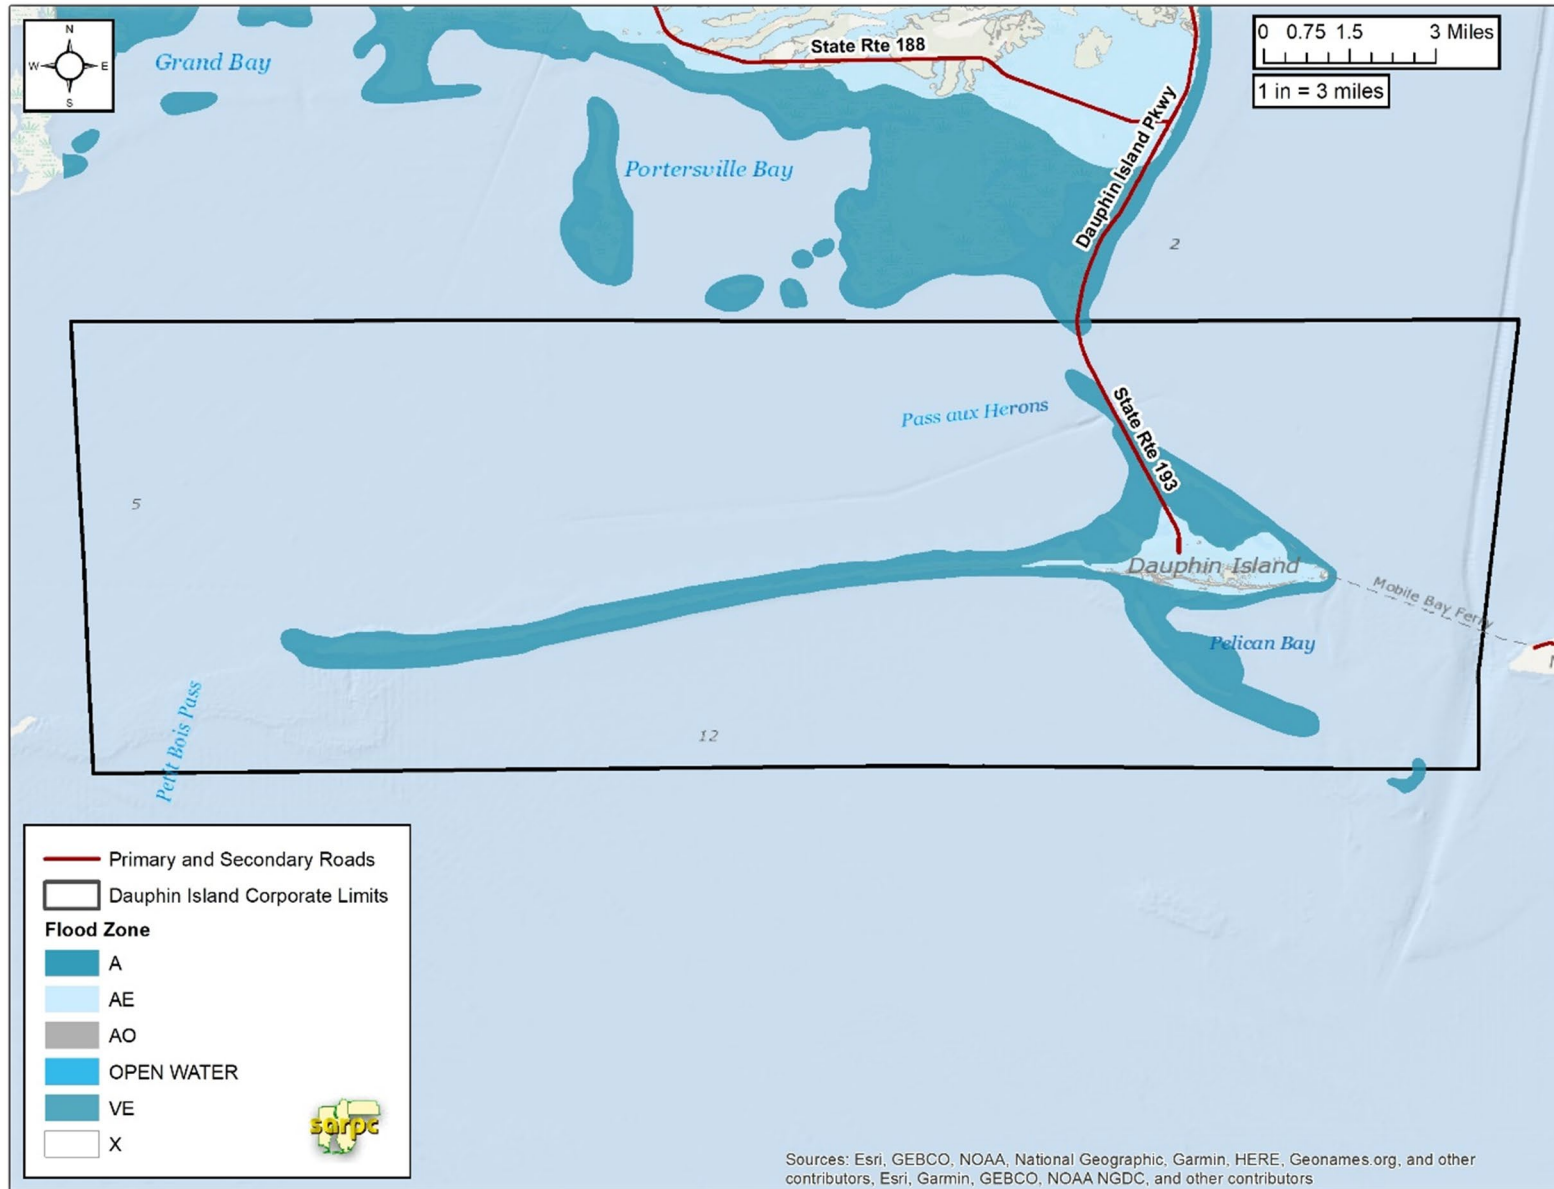 N
W E
S
Grand Bay
State Rte 188
0 0.75 1.5 3 Miles
1 in = 3 miles
Portersville Bay
Dauphin Island Pkwy
2
Pass aux Herons
State Rte 193
5
Dauphin Island
Mobile Bay Ferry
Pelican Bay
Petit Bois Pass
12
Primary and Secondary Roads
Dauphin Island Corporate Limits
Flood Zone
A
AE
AO
OPEN WATER
VE
X
sarpc
Sources: Esri, GEBCO, NOAA, National Geographic, Garmin, HERE, Geonames.org, and other
contributors, Esri, Garmin, GEBCO, NOAA NGDC, and other contributors